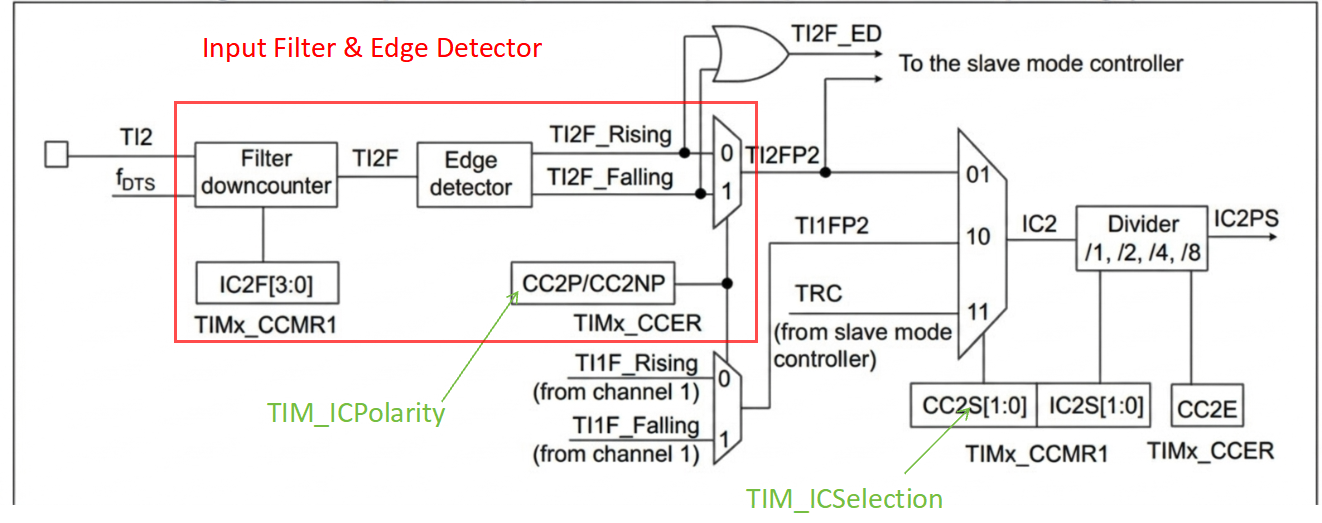 Input Filter & Edge Detector
TI2F_ED
To the slave mode controller
TI2
fDTS
Filter
downcounter
TI2F
Edge
detector
TI2F_Rising
TI2F_Falling
0
1
TI2FP2
IC2F[3:0]
TIMx_CCMR1
CC2P/CC2NP
TIMx_CCER
TI1F_Rising
(from channel 1)
TI1F_Falling
(from channel 1)
0
1
TI1FP2
TRC
(from slave mode
controller)
01
10
11
IC2
Divider
/1, /2, /4, /8
IC2PS
CC2S[1:0]
IC2S[1:0]
TIMx_CCMR1
CC2E
TIMx_CCER
TIM_ICPolarity
TIM_ICSelection